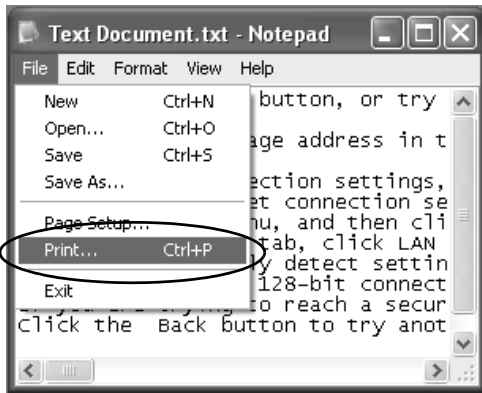 Text Document.txt - Notepad
File Edit Format View Help
New Ctrl+N
Open... Ctrl+O
Save Ctrl+S
Save As...
Page Setup...
Print... Ctrl+P
Exit
button, or try
age address in t
ection settings,
et connection se
nu, and then cli
tab, click LAN
ly detect settin
128-bit connect
to reach a secur
Click the Back button to try anot